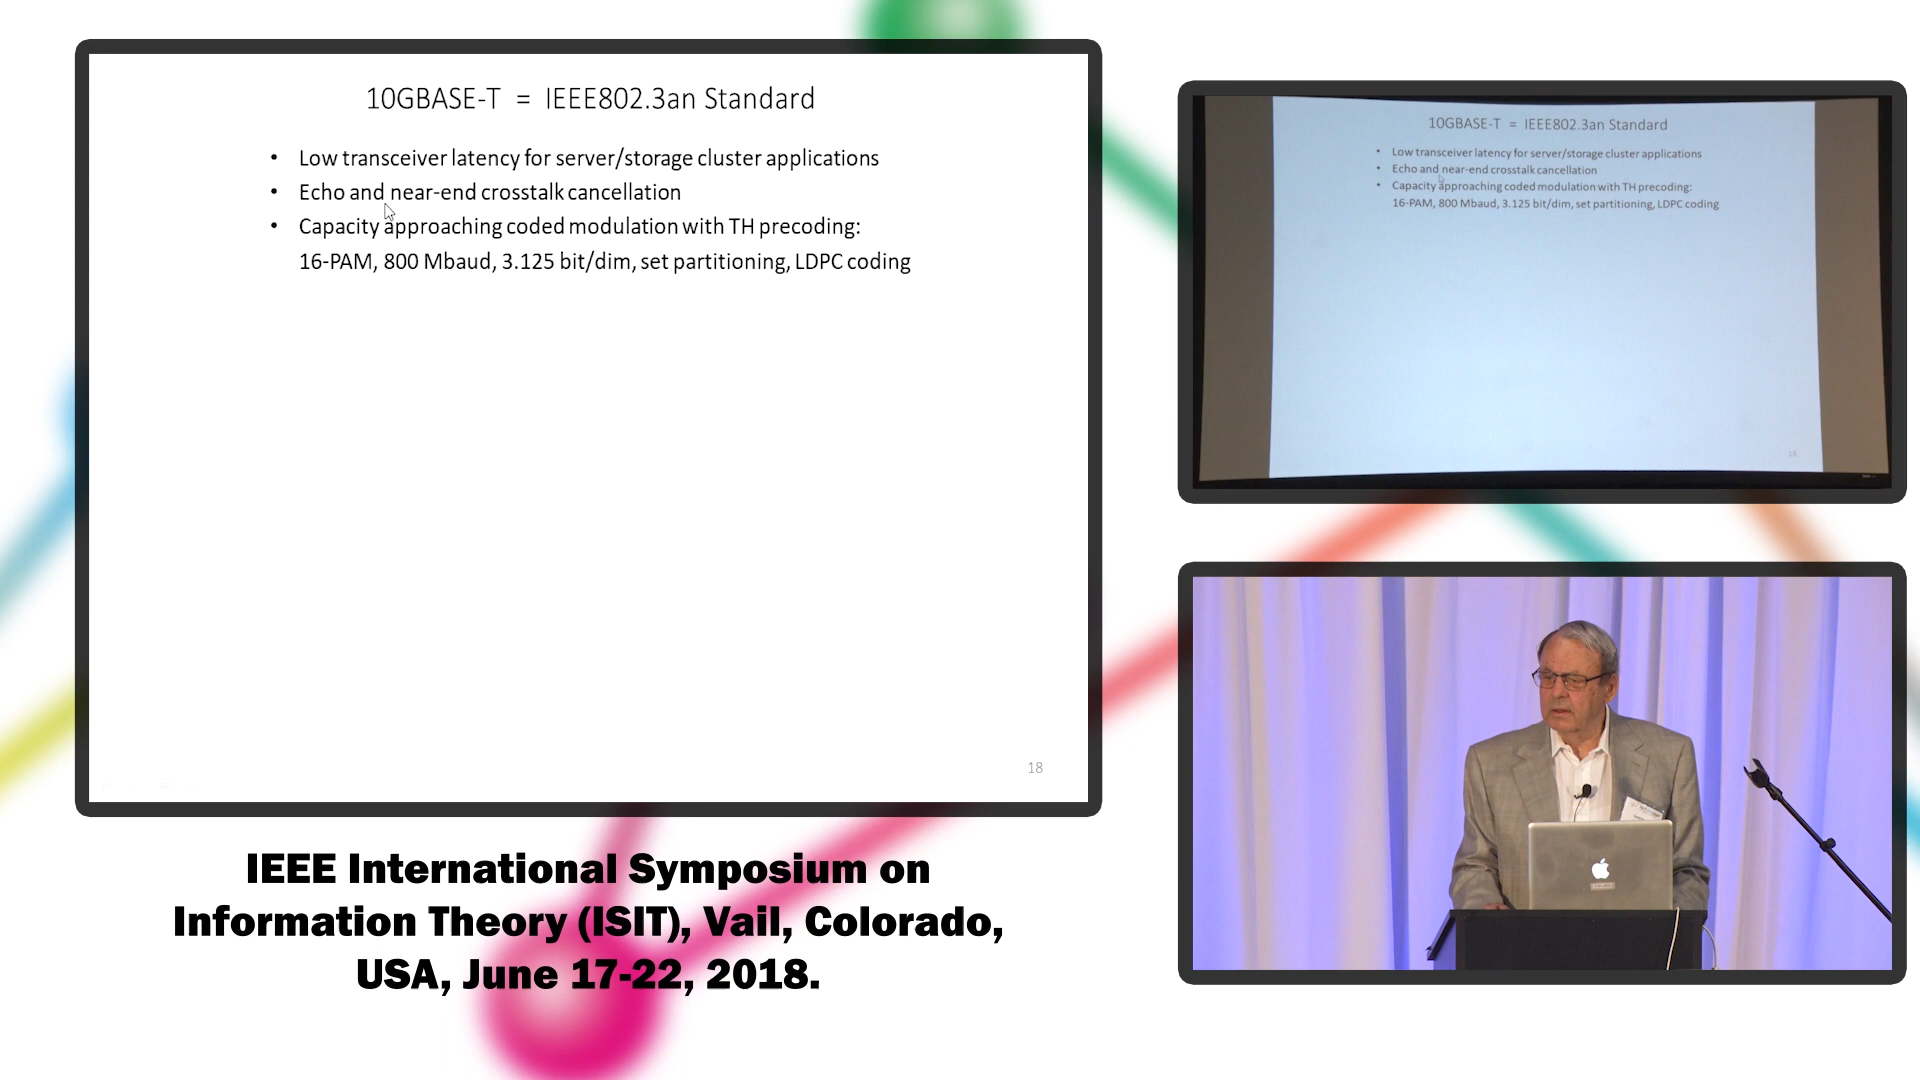 10GBASE-T = IEEE802.3an Standard
• Low transceiver latency for server/storage cluster applications
• Echo and near-end crosstalk cancellation
• Capacity approaching coded modulation with TH precoding:
16-PAM, 800 Mbaud, 3.125 bit/dim, set partitioning, LDPC coding
18
10GBASE-T = IEEE802.3an Standard
• Low transceiver latency for server/storage cluster applications
• Echo and near-end crosstalk cancellation
• Capacity approaching coded modulation with TH precoding:
16-PAM, 800 Mbaud, 3.125 bit/dim, set partitioning, LDPC coding
18
IEEE International Symposium on
Information Theory (ISIT), Vail, Colorado,
USA, June 17-22, 2018.